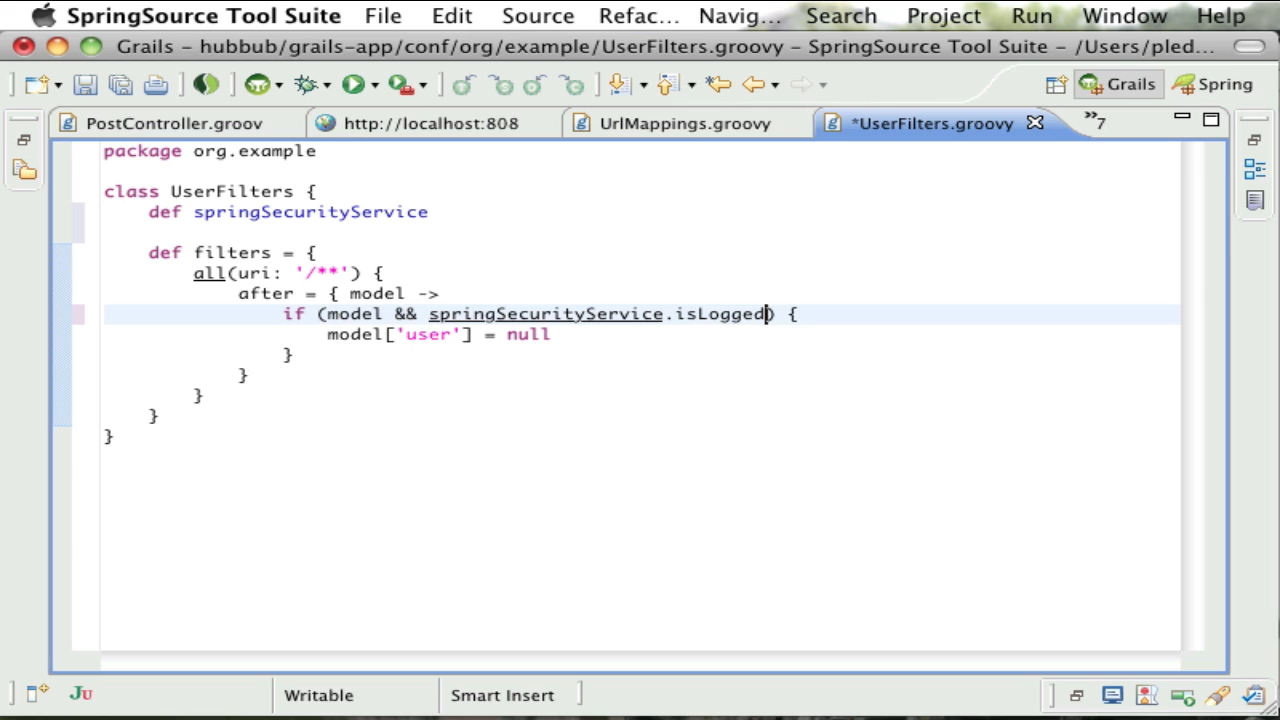 SpringSource Tool Suite File Edit Source Refac... Navig... Search Project Run Window Help
Grails – hubbub/grails-app/conf/org/example/UserFilters.groovy – SpringSource Tool Suite – /Users/pled...
Grails Spring
PostController.groov http://localhost:808 UrlMappings.groovy *UserFilters.groovy »7
package org.example
class UserFilters {
def springSecurityService
def filters = {
all(uri: '/**') {
after = { model ->
if (model && springSecurityService.isLogged) {
model['user'] = null
}
}
}
}
}
Ju Writable Smart Insert